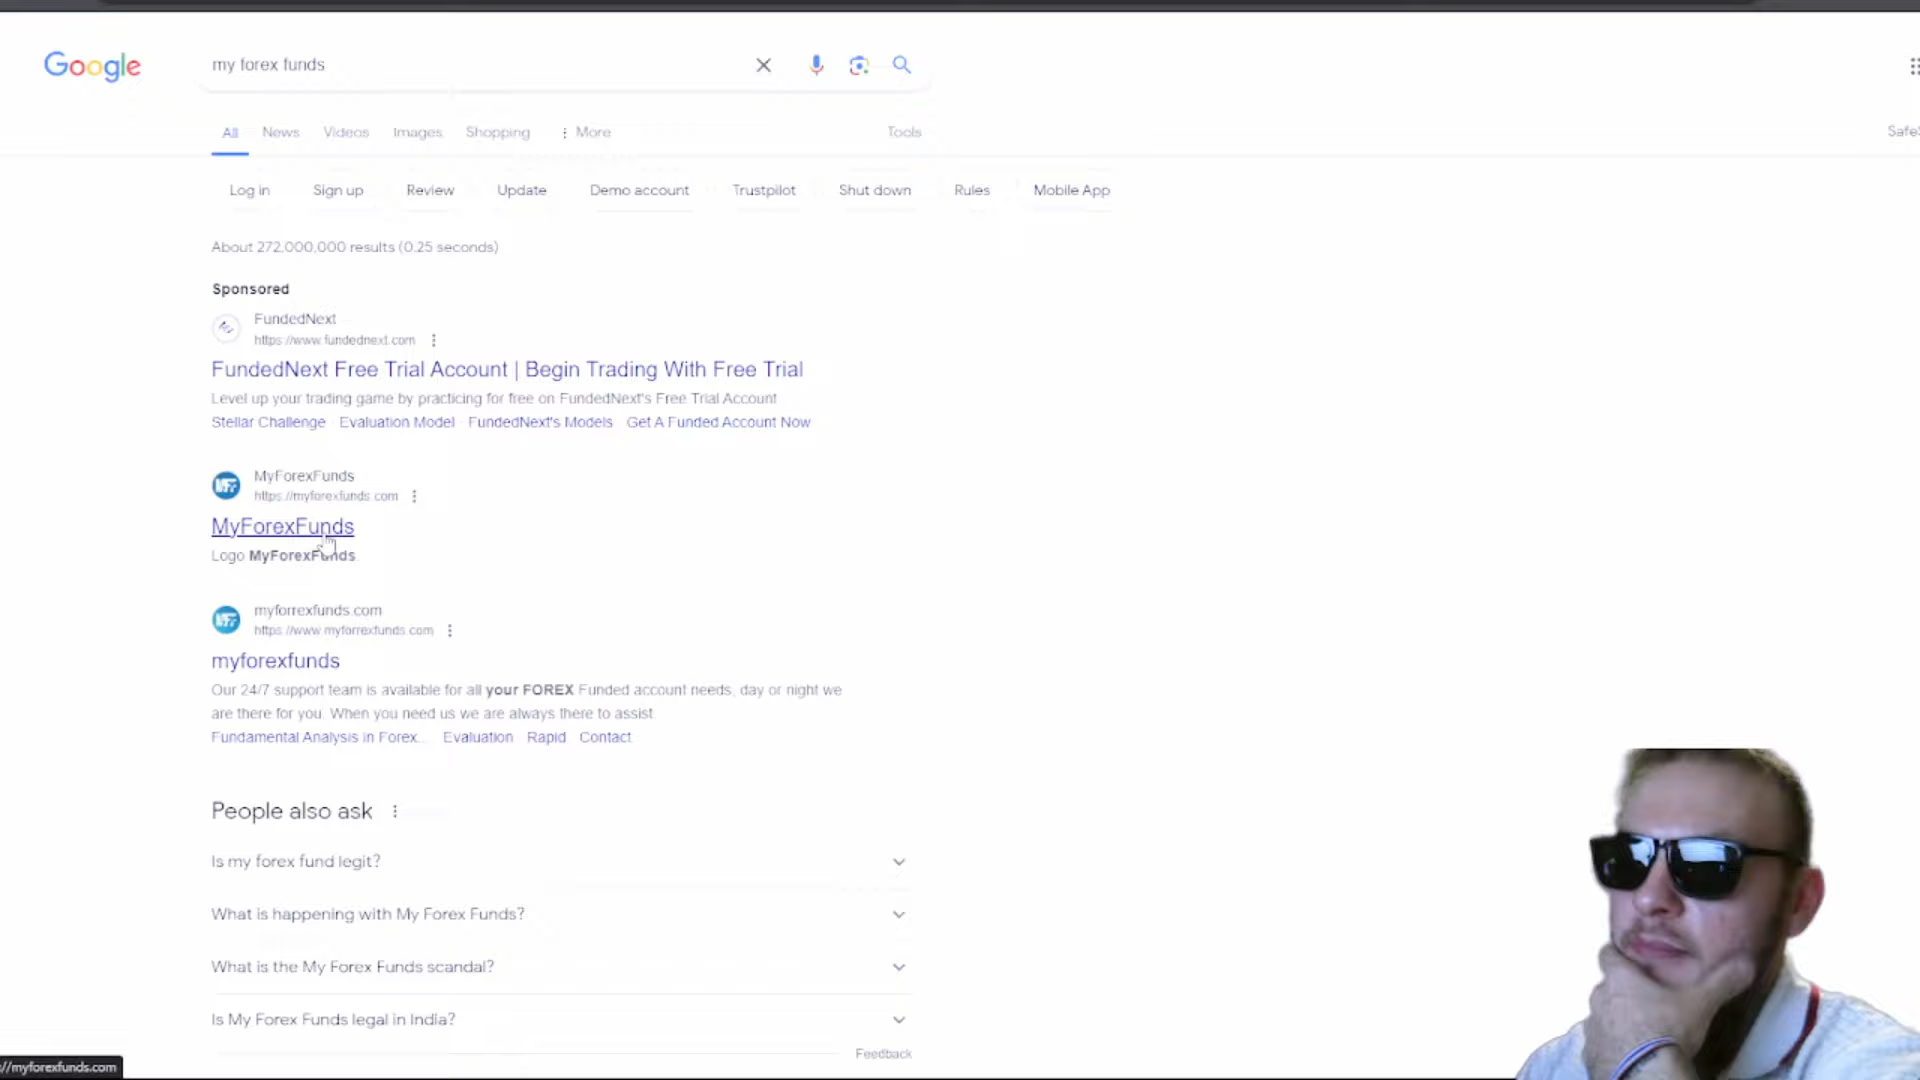 Google
my forex funds
All News Videos Images Shopping More Tools
Log in Sign up Review Update Demo account Trustpilot Shut down Rules Mobile App
About 272,000,000 results (0.25 seconds)
Sponsored
FundedNext
https://www.fundednext.com
FundedNext Free Trial Account | Begin Trading With Free Trial
Level up your trading game by practicing for free on FundedNext's Free Trial Account
Stellar Challenge Evaluation Model FundedNext's Models Get A Funded Account Now
MyForexFunds
https://myforexfunds.com
MyForexFunds
Logo MyForexFunds
myforrexfunds.com
https://www.myforrexfunds.com
myforexfunds
Our 24/7 support team is available for all your FOREX Funded account needs, day or night we
are there for you. When you need us we are always there to assist.
Fundamental Analysis in Forex... Evaluation Rapid Contact
People also ask
Is my forex fund legit?
What is happening with My Forex Funds?
What is the My Forex Funds scandal?
Is My Forex Funds legal in India?
Feedback
://myforexfunds.com